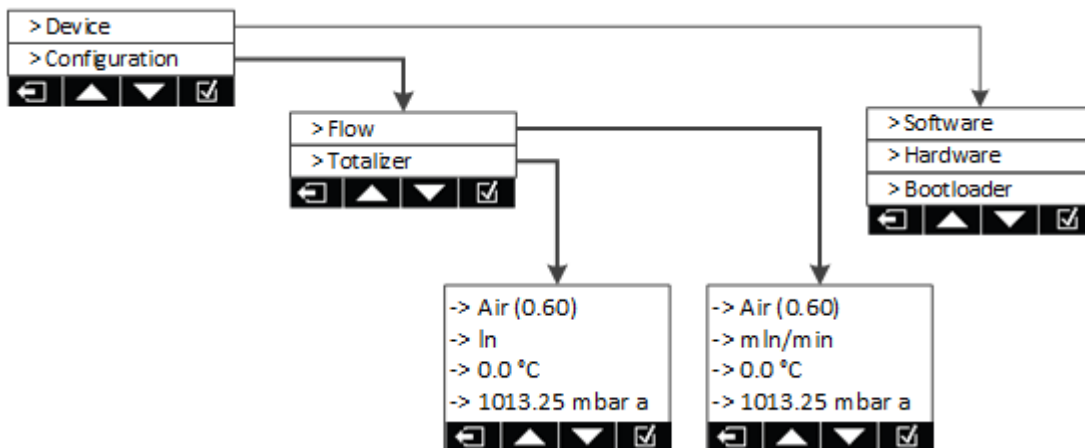 > Device
> Configuration
> Flow
> Totalizer
> Software
> Hardware
> Bootloader
-> Air (0.60)
-> ln
-> 0.0 °C
-> 1013.25 mbar a
-> Air (0.60)
-> mln/min
-> 0.0 °C
-> 1013.25 mbar a